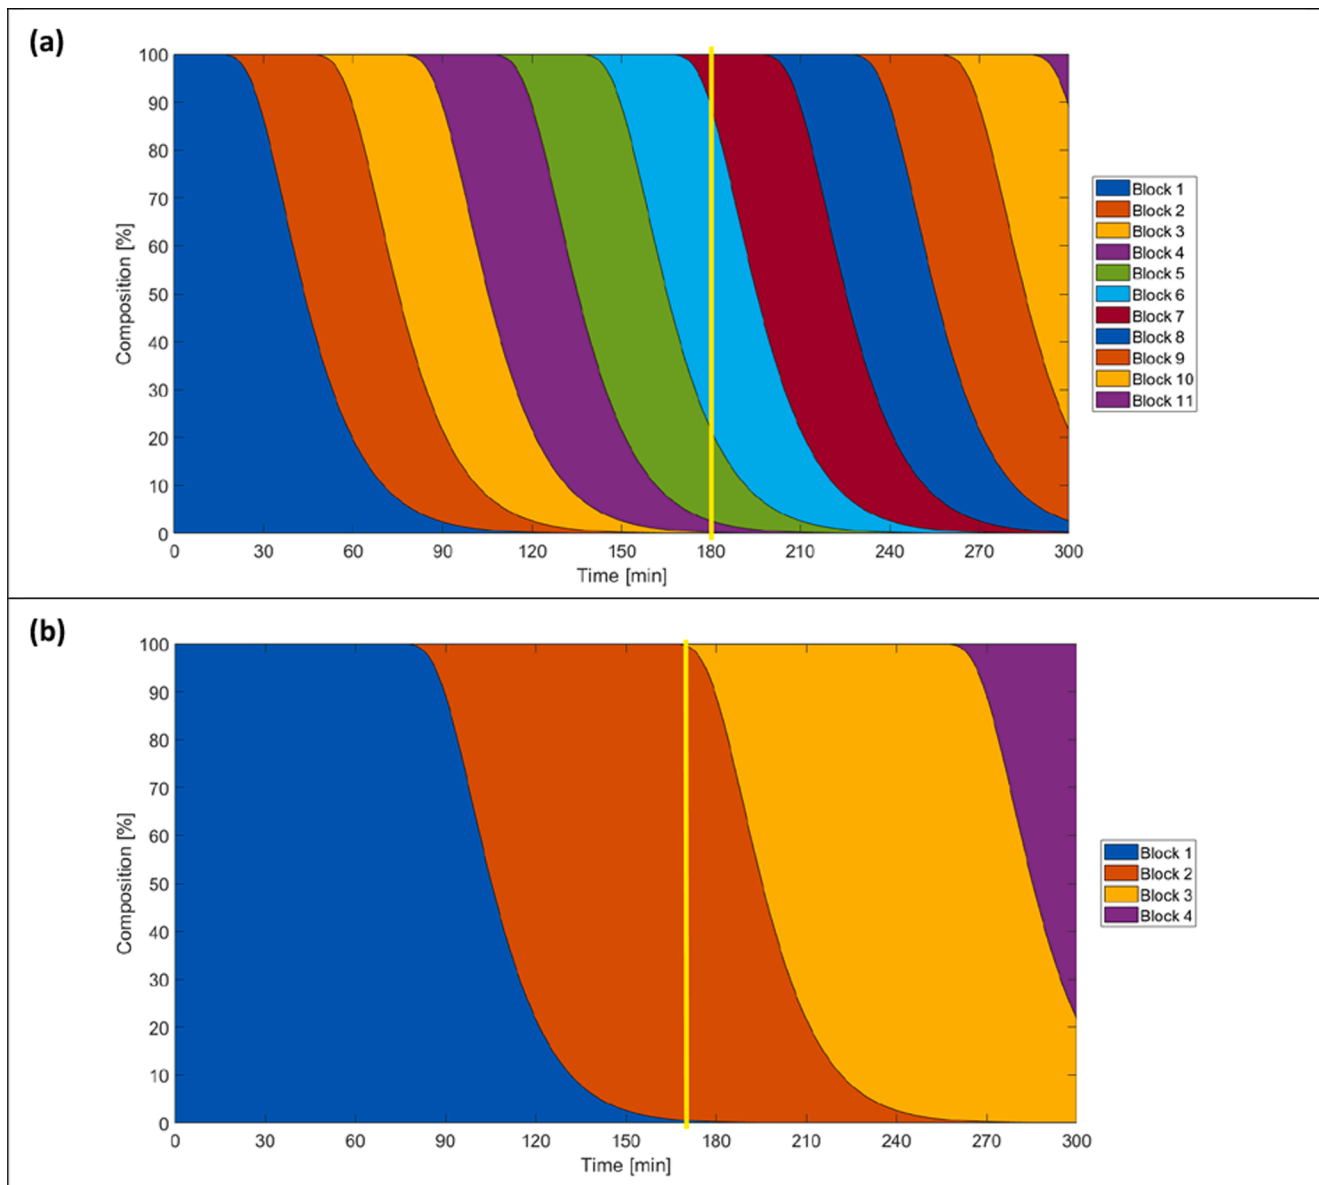 (a)
100
90
80
70
60
50
40
30
20
10
0
Composition [%]
0 30 60 90 120 150 180 210 240 270 300
Time [min]
Block 1
Block 2
Block 3
Block 4
Block 5
Block 6
Block 7
Block 8
Block 9
Block 10
Block 11
(b)
100
90
80
70
60
50
40
30
20
10
0
Composition [%]
0 30 60 90 120 150 180 210 240 270 300
Time [min]
Block 1
Block 2
Block 3
Block 4